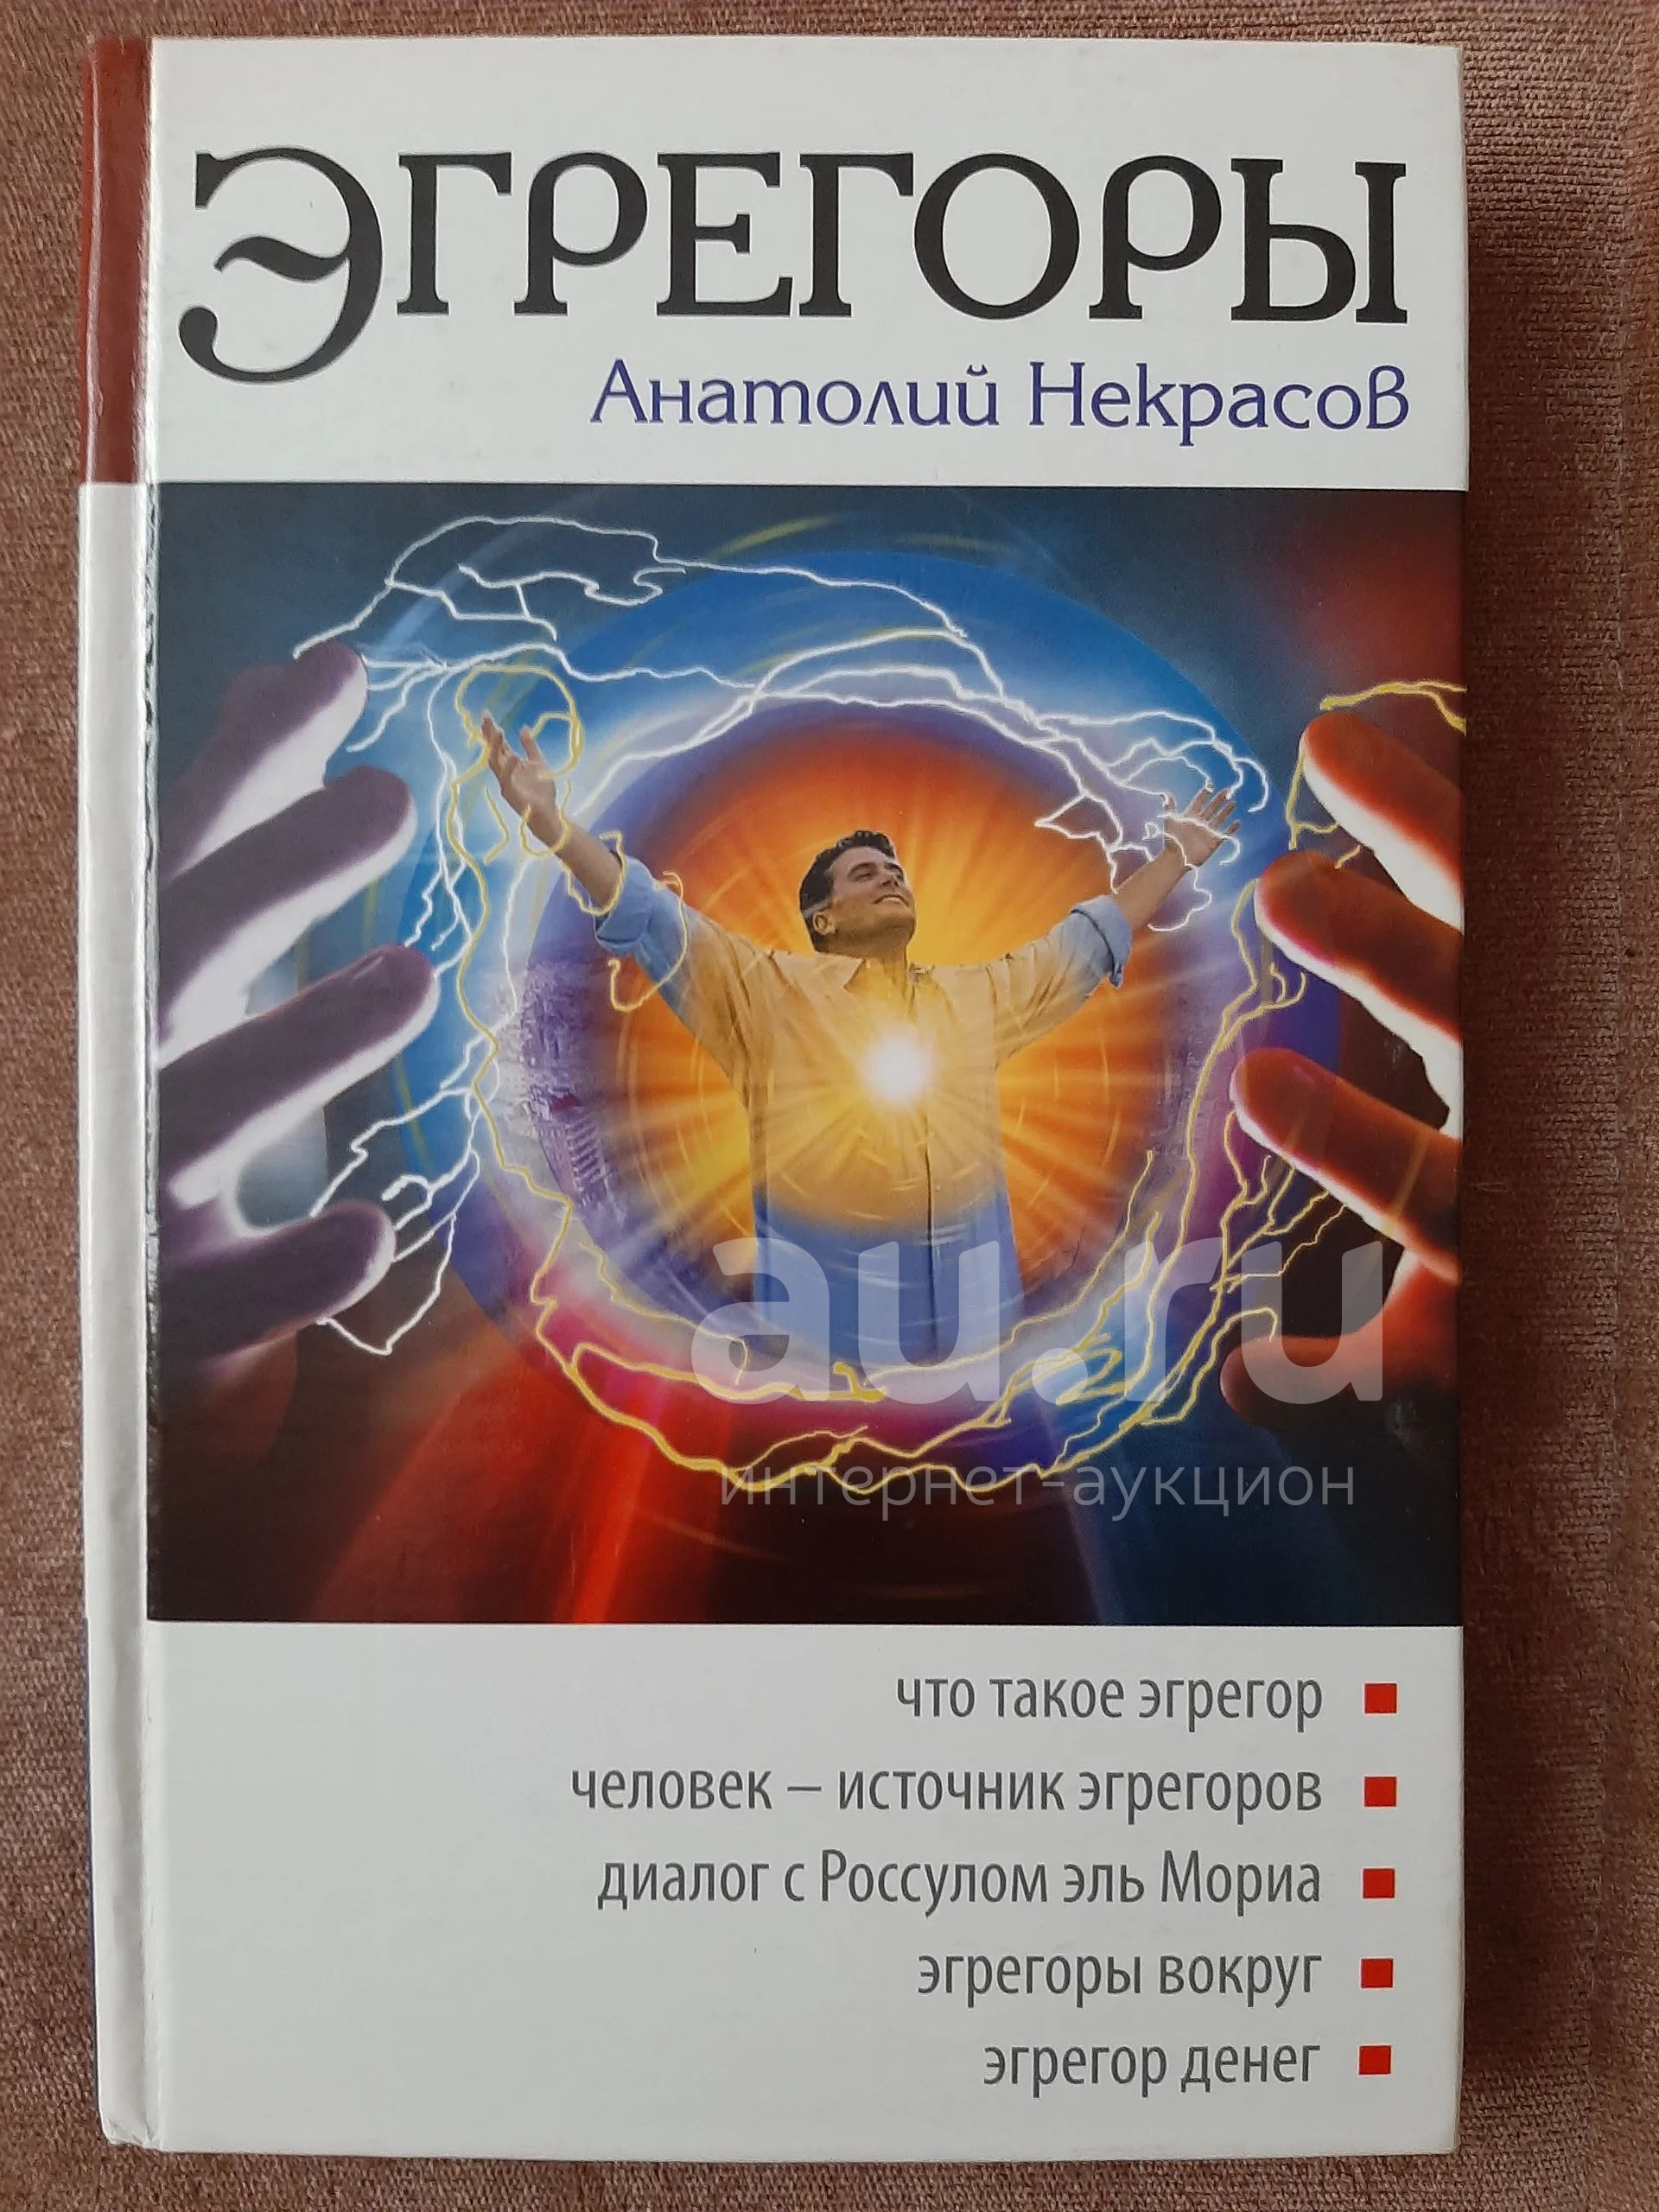 ЭГРЕГОРЫ
Анатолий Некрасов
au.ru
интернет-аукцион
что такое эгрегор
человек – источник эгрегоров
диалог с Россулом эль Мориа
эгрегоры вокруг
эгрегор денег